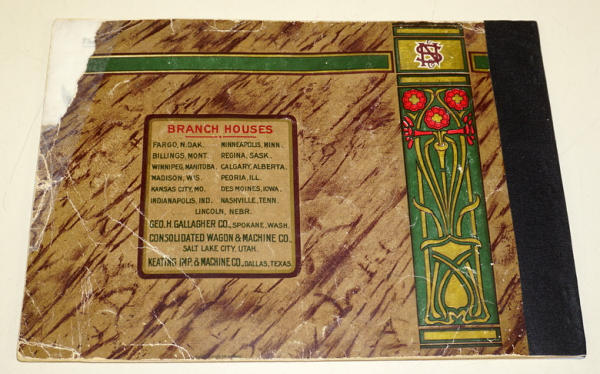 NS
BRANCH HOUSES
FARGO, N. DAK. MINNEAPOLIS, MINN.
BILLINGS, MONT. REGINA, SASK.
WINNIPEG, MANITOBA. CALGARY, ALBERTA.
MADISON, WIS. PEORIA, ILL.
KANSAS CITY, MO. DES MOINES, IOWA.
INDIANAPOLIS, IND. NASHVILLE, TENN.
LINCOLN, NEBR.
GEO. H. GALLAGHER CO., SPOKANE, WASH.
CONSOLIDATED WAGON & MACHINE CO.,
SALT LAKE CITY, UTAH.
KEATING IMP. & MACHINE CO., DALLAS, TEXAS.